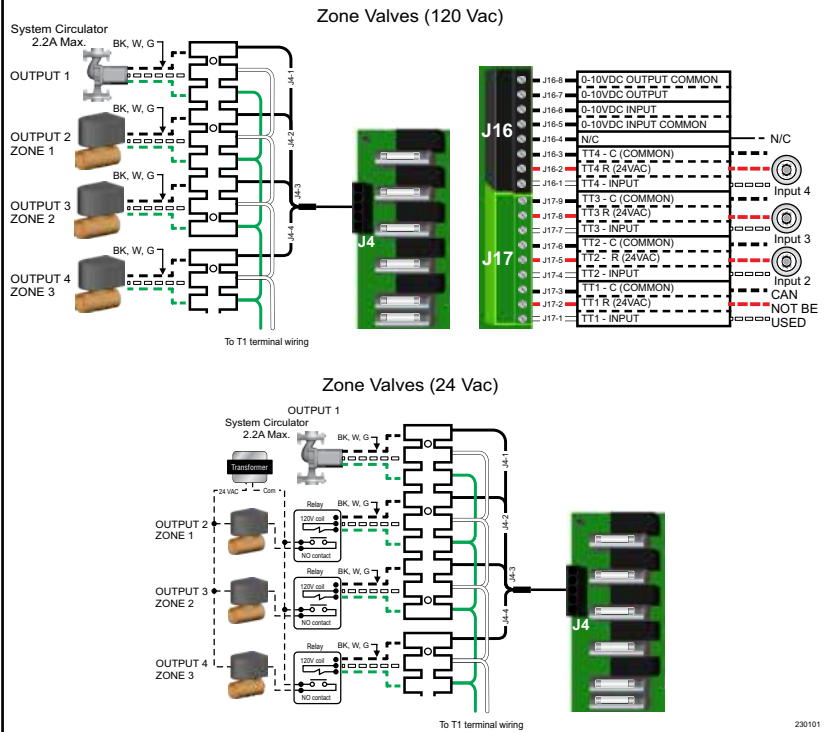 Zone Valves (120 Vac)
System Circulator
2.2A Max.
BK, W, G
OUTPUT 1
BK, W, G
OUTPUT 2
ZONE 1
BK, W, G
OUTPUT 3
ZONE 2
BK, W, G
OUTPUT 4
ZONE 3
J4-1
J4-2
J4-3
J4-4
J4
To T1 terminal wiring
J16
J17
J16-8 0-10VDC OUTPUT COMMON
J16-7 0-10VDC OUTPUT
J16-6 0-10VDC INPUT
J16-5 0-10VDC INPUT COMMON
J16-4 N/C N/C
J16-3 TT4 - C (COMMON)
J16-2 TT4 R (24VAC)
J16-1 TT4 - INPUT
Input 4
J17-9 TT3 - C (COMMON)
J17-8 TT3 R (24VAC)
J17-7 TT3 - INPUT
Input 3
J17-6 TT2 - C (COMMON)
J17-5 TT2 - R (24VAC)
J17-4 TT2 - INPUT
Input 2
J17-3 TT1 - C (COMMON)
J17-2 TT1 R (24VAC)
J17-1 TT1 - INPUT
CAN
NOT BE
USED
Zone Valves (24 Vac)
OUTPUT 1
System Circulator
2.2A Max.
BK, W, G
Transformer
24 VAC
Com
OUTPUT 2
ZONE 1
Relay
120V coil
NO contact
BK, W, G
OUTPUT 3
ZONE 2
Relay
120V coil
NO contact
BK, W, G
OUTPUT 4
ZONE 3
Relay
120V coil
NO contact
BK, W, G
J4-1
J4-2
J4-3
J4-4
J4
To T1 terminal wiring
230101